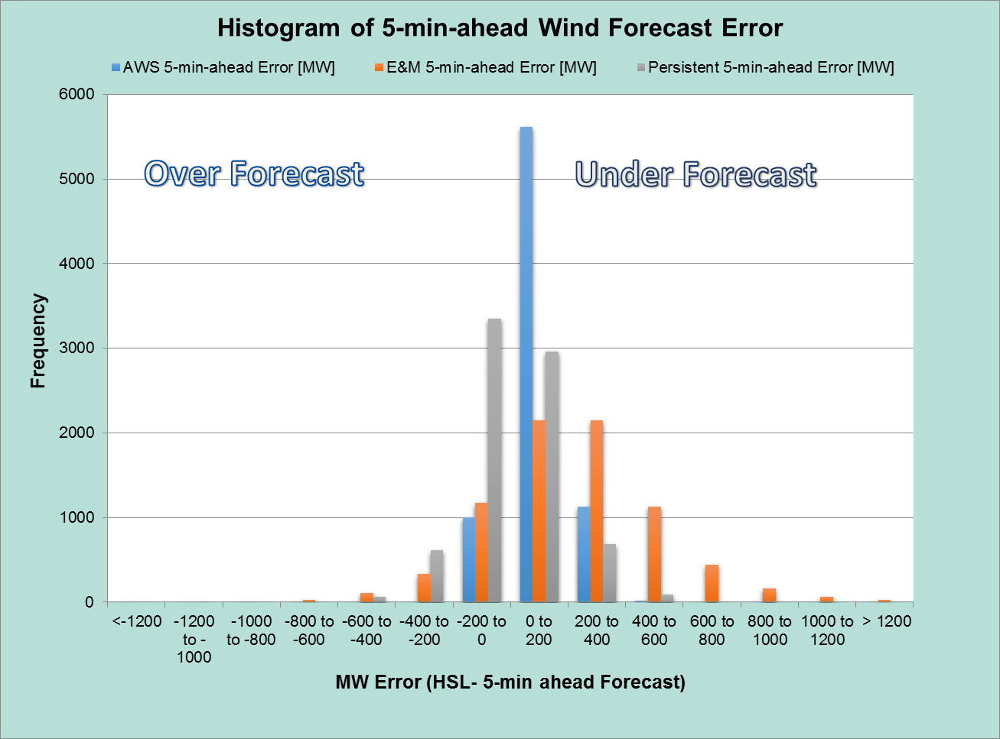 Histogram of 5-min-ahead Wind Forecast Error
AWS 5-min-ahead Error [MW] E&M 5-min-ahead Error [MW] Persistent 5-min-ahead Error [MW]
6000
Over Forecast Under Forecast
5000
4000
Frequency
3000
2000
1000
0
<-1200 -1200 -1000 -800 to -600 to -400 to -200 to 0 to 200 to 400 to 600 to 800 to 1000 to > 1200
to - to -800 -600 -400 -200 0 200 400 600 800 1000 1200
1000
MW Error (HSL- 5-min ahead Forecast)